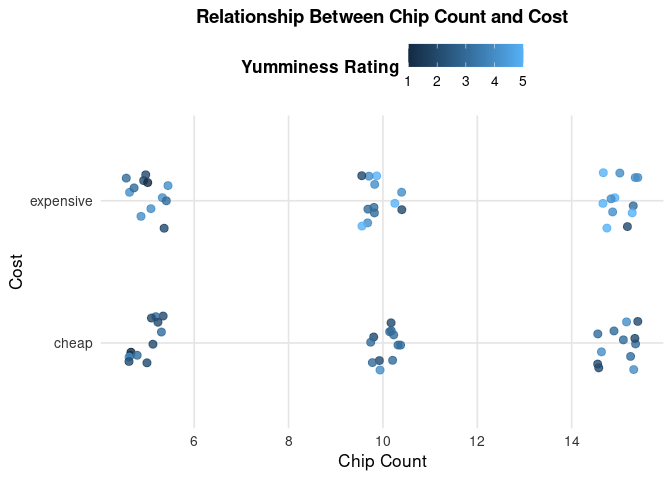 Relationship Between Chip Count and Cost
Yumminess Rating
1 2 3 4 5
expensive
Cost
cheap
6 8 10 12 14
Chip Count